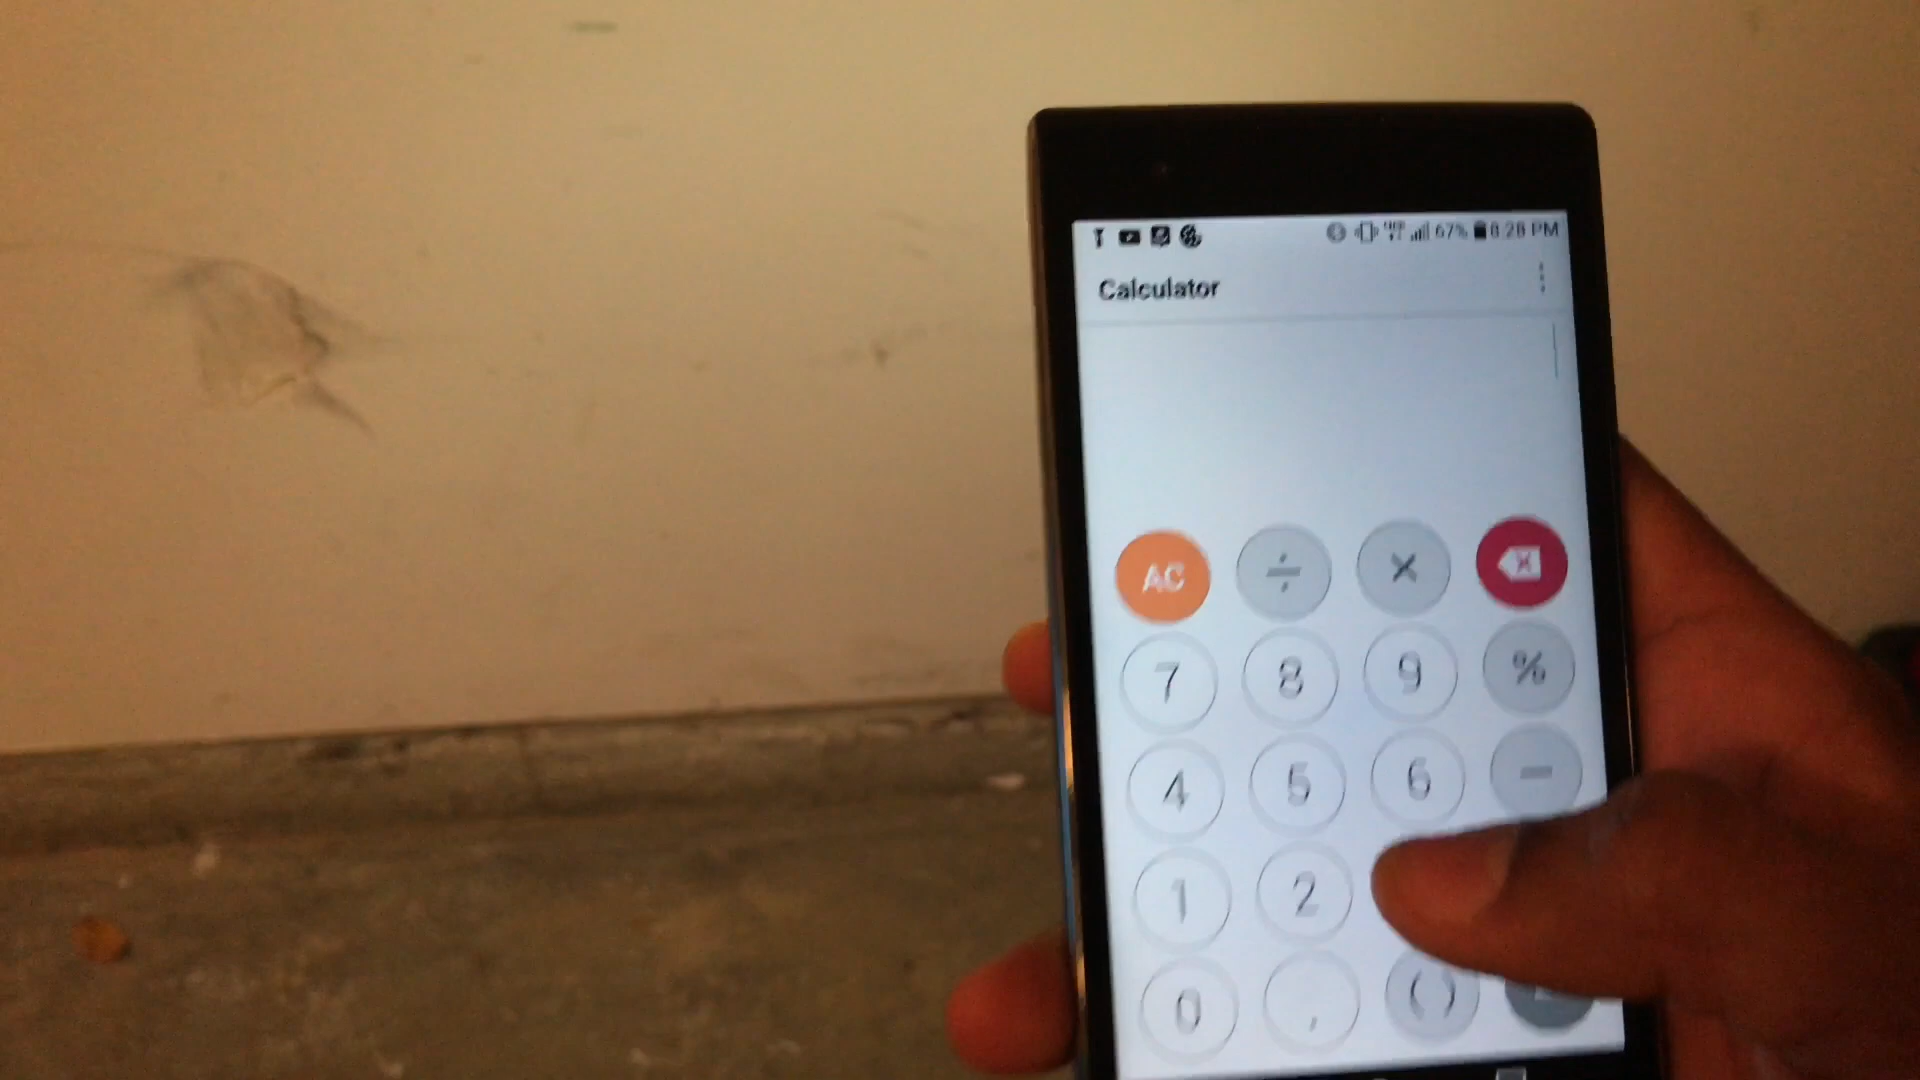 67% 8:28 PM
Calculator
AC ÷ ×
7 8 9 %
4 5 6 −
1 2
0 . ()